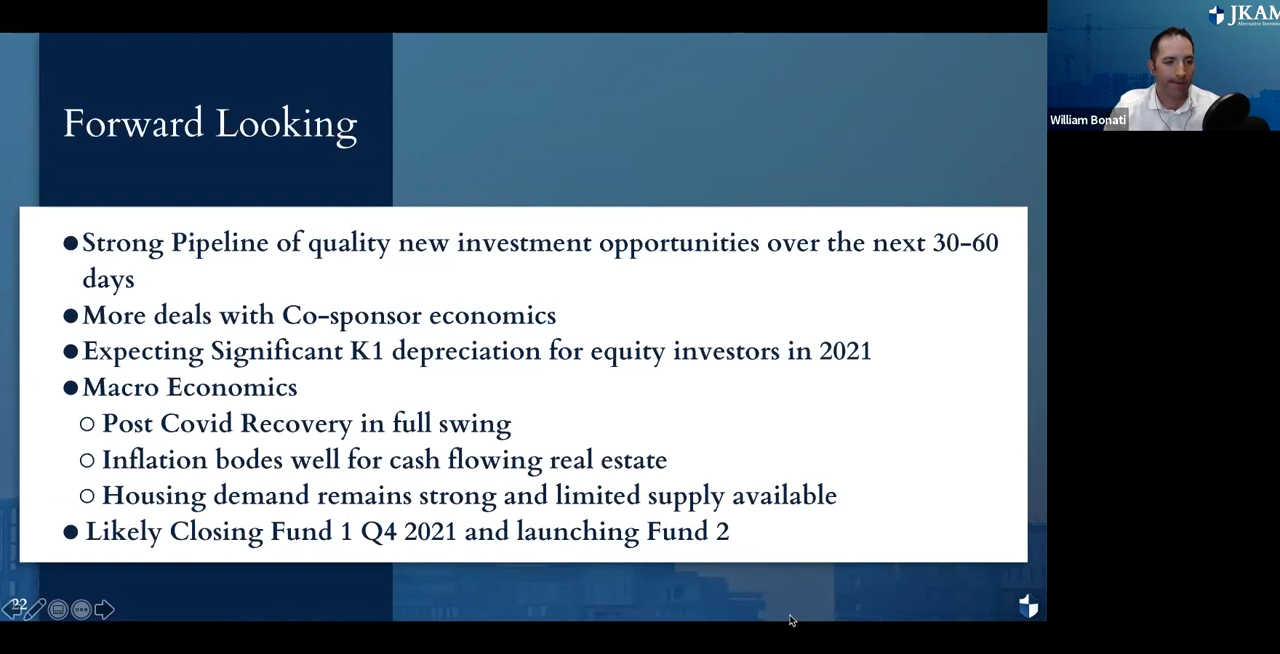 JKAM
Alternative Investm
William Bonati
Forward Looking
●Strong Pipeline of quality new investment opportunities over the next 30-60
days
●More deals with Co-sponsor economics
●Expecting Significant K1 depreciation for equity investors in 2021
●Macro Economics
○ Post Covid Recovery in full swing
○ Inflation bodes well for cash flowing real estate
○ Housing demand remains strong and limited supply available
● Likely Closing Fund 1 Q4 2021 and launching Fund 2
22